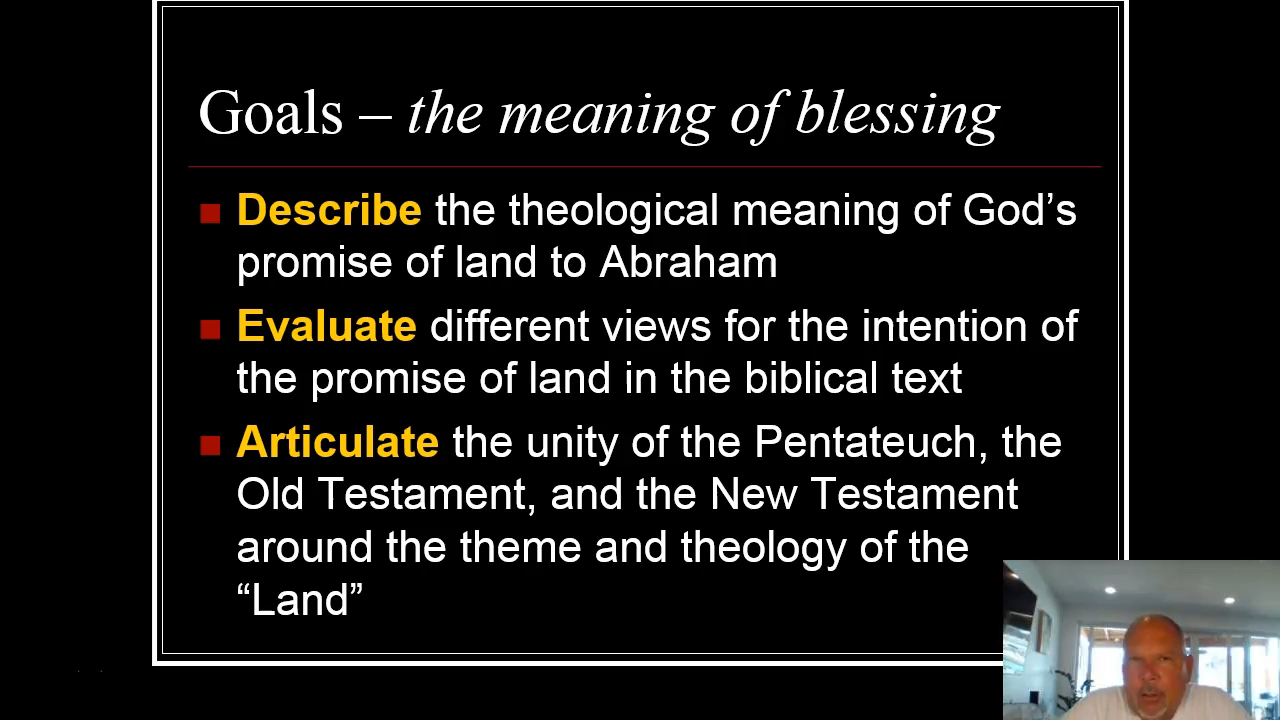 Goals – the meaning of blessing
Describe the theological meaning of God’s
promise of land to Abraham
Evaluate different views for the intention of
the promise of land in the biblical text
Articulate the unity of the Pentateuch, the
Old Testament, and the New Testament
around the theme and theology of the
“Land”